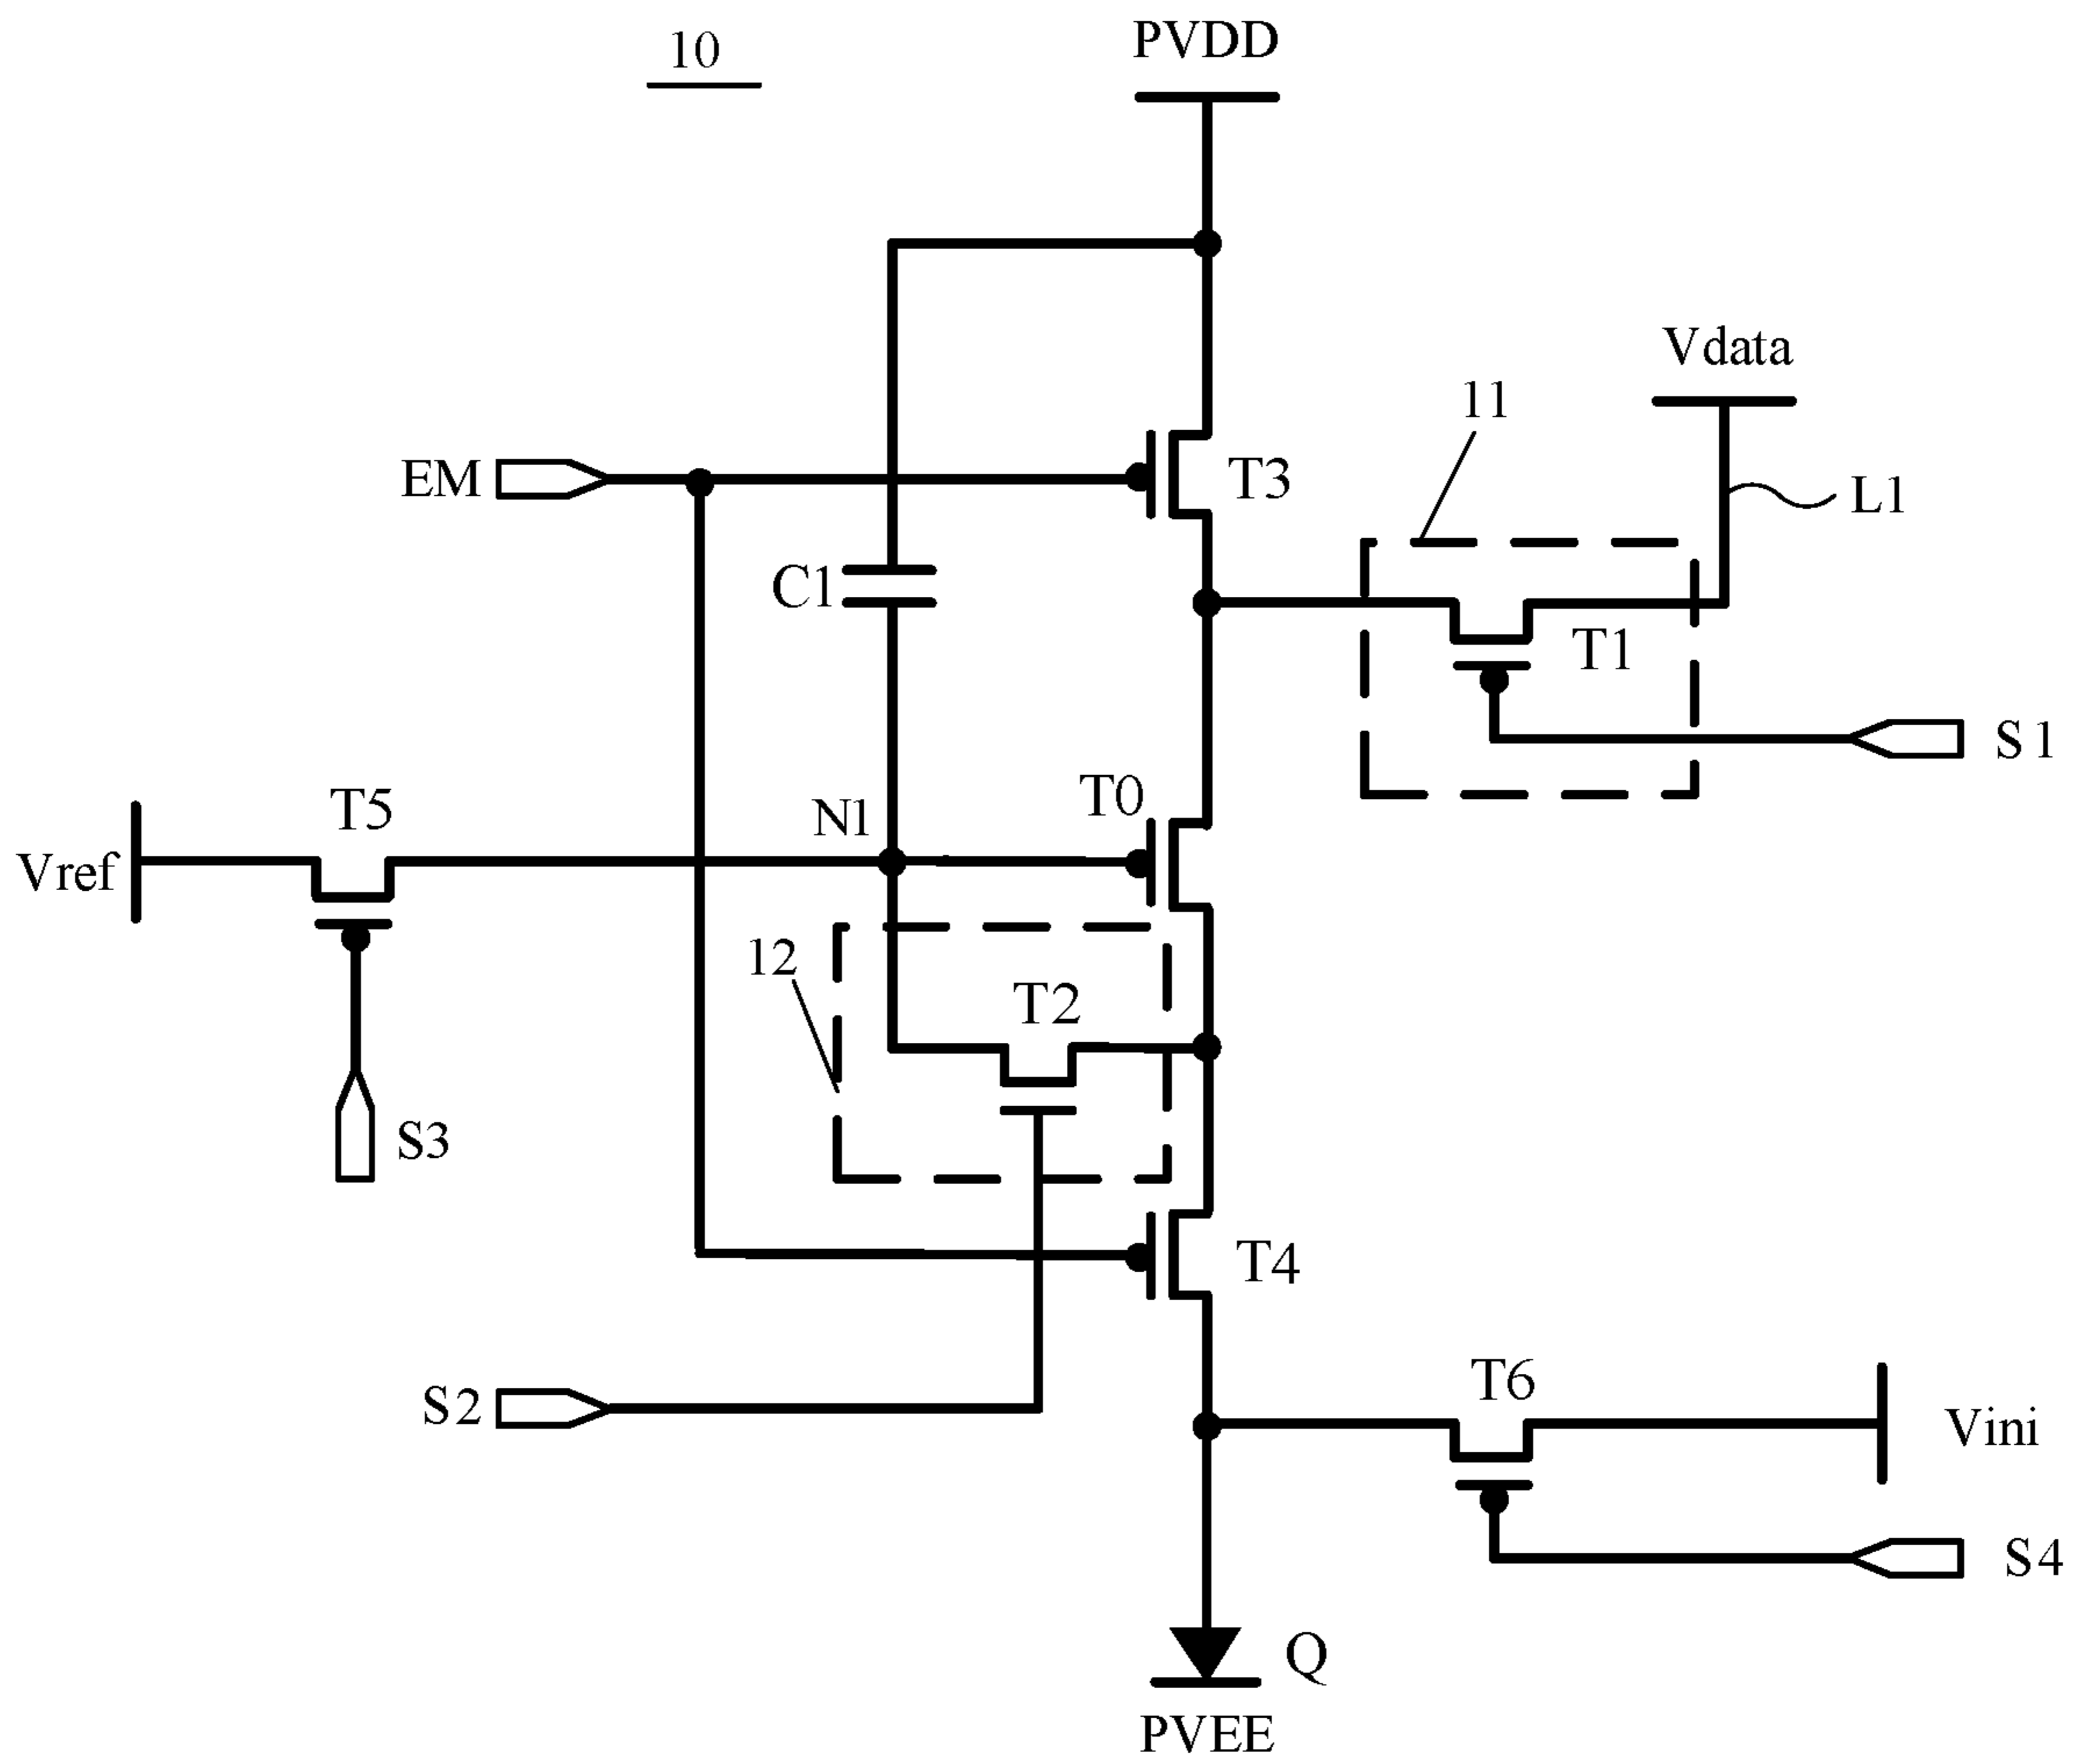 10
PVDD
Vdata
11
EM
T3
L1
C1
T1
S1
T5
N1
T0
Vref
12
T2
S3
T4
S2
T6
Vini
S4
Q
PVEE